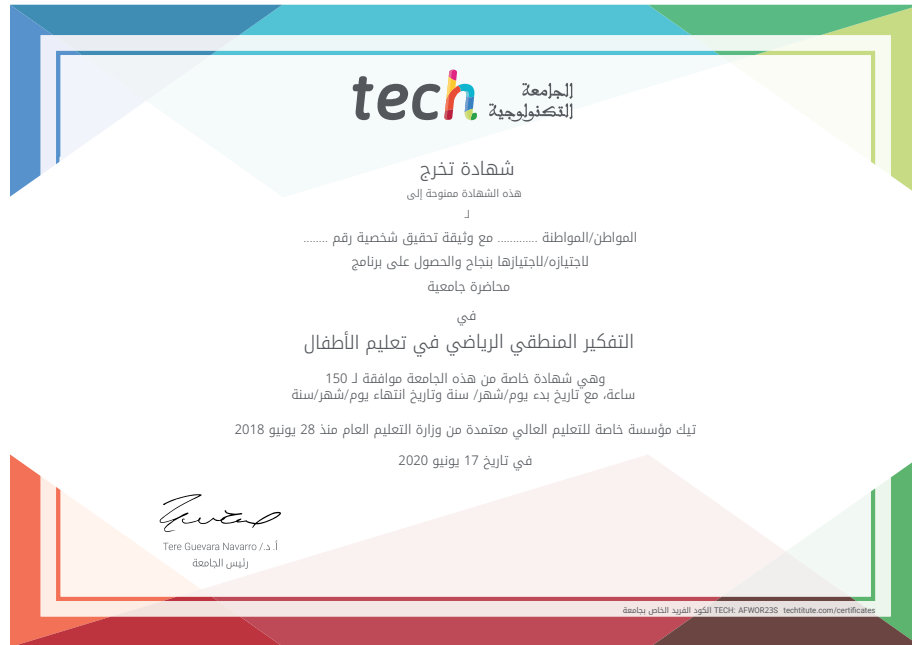 tech الجامعة
التكنولوجية
شهادة تخرج
هذه الشهادة ممنوحة إلى
لـ
المواطن/المواطنة ............ مع وثيقة تحقيق شخصية رقم ........
لاجتيازه/لاجتيازها بنجاح والحصول على برنامج
محاضرة جامعية
في
التفكير المنطقي الرياضي في تعليم الأطفال
وهي شهادة خاصة من هذه الجامعة موافقة لـ 150
ساعة، مع تاريخ بدء يوم/شهر/ سنة وتاريخ انتهاء يوم/شهر/سنة
تيك مؤسسة خاصة للتعليم العالي معتمدة من وزارة التعليم العام منذ 28 يونيو 2018
في تاريخ 17 يونيو 2020
أ. د./ Tere Guevara Navarro
رئيس الجامعة
الكود الفريد الخاص بجامعة TECH: AFWOR23S techtitute.com/certificates